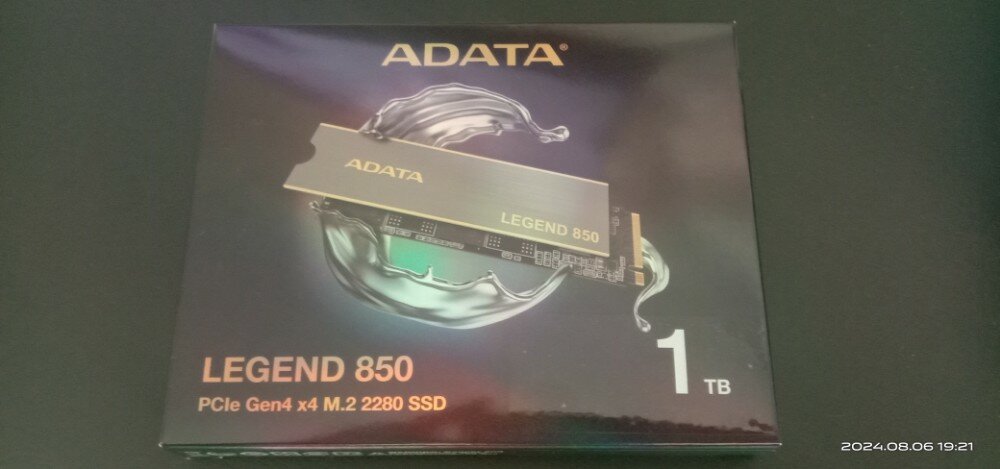 ADATA®
ADATA
LEGEND 850
LEGEND 850
PCIe Gen4 x4 M.2 2280 SSD
1 TB
2024.08.06 19:21